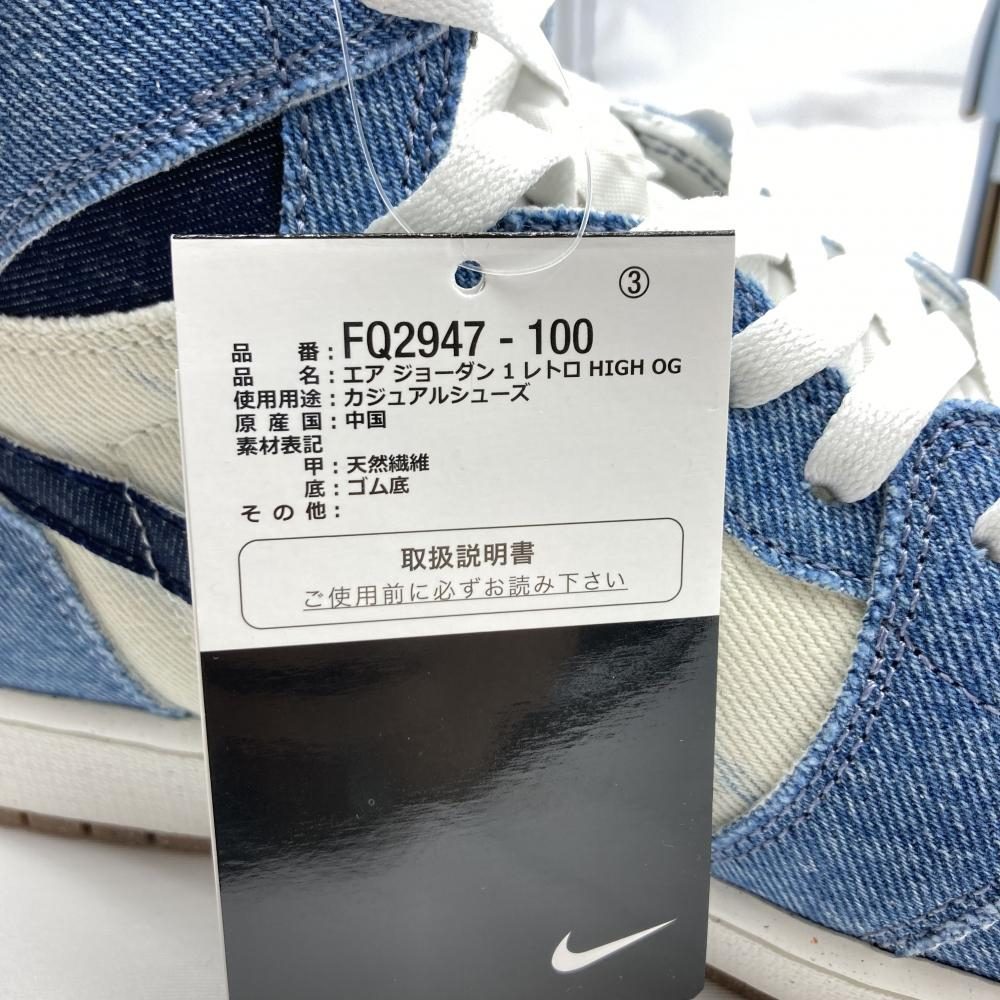 ③
品番:FQ2947 - 100
品名:エア ジョーダン 1 レトロ HIGH OG
使用用途:カジュアルシューズ
原産国:中国
素材表記
甲:天然繊維
底:ゴム底
その他:
取扱説明書
ご使用前に必ずお読み下さい